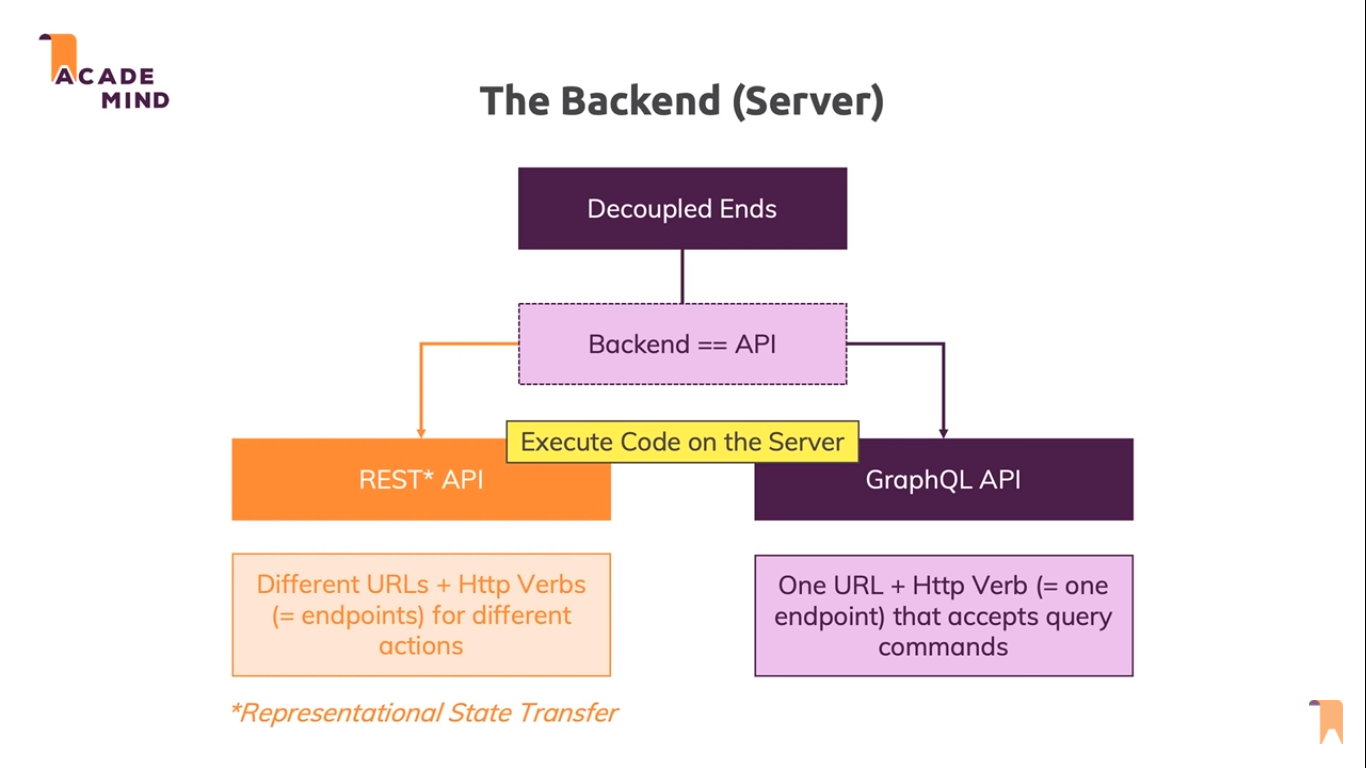 ACADE
MIND
The Backend (Server)
Decoupled Ends
Backend == API
Execute Code on the Server
REST* API
GraphQL API
Different URLs + Http Verbs
(= endpoints) for different
actions
One URL + Http Verb (= one
endpoint) that accepts query
commands
*Representational State Transfer